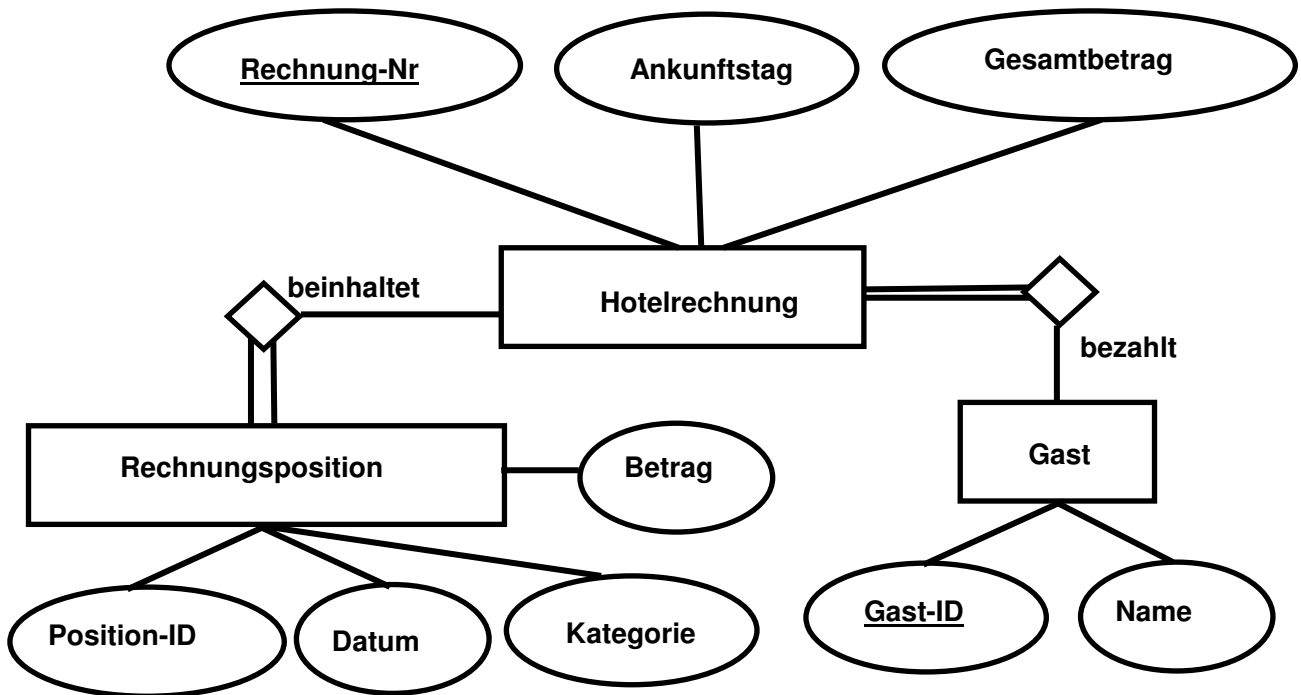 Rechnung-Nr
Ankunftstag
Gesamtbetrag
beinhaltet
Hotelrechnung
bezahlt
Rechnungsposition
Betrag
Gast
Position-ID
Datum
Kategorie
Gast-ID
Name